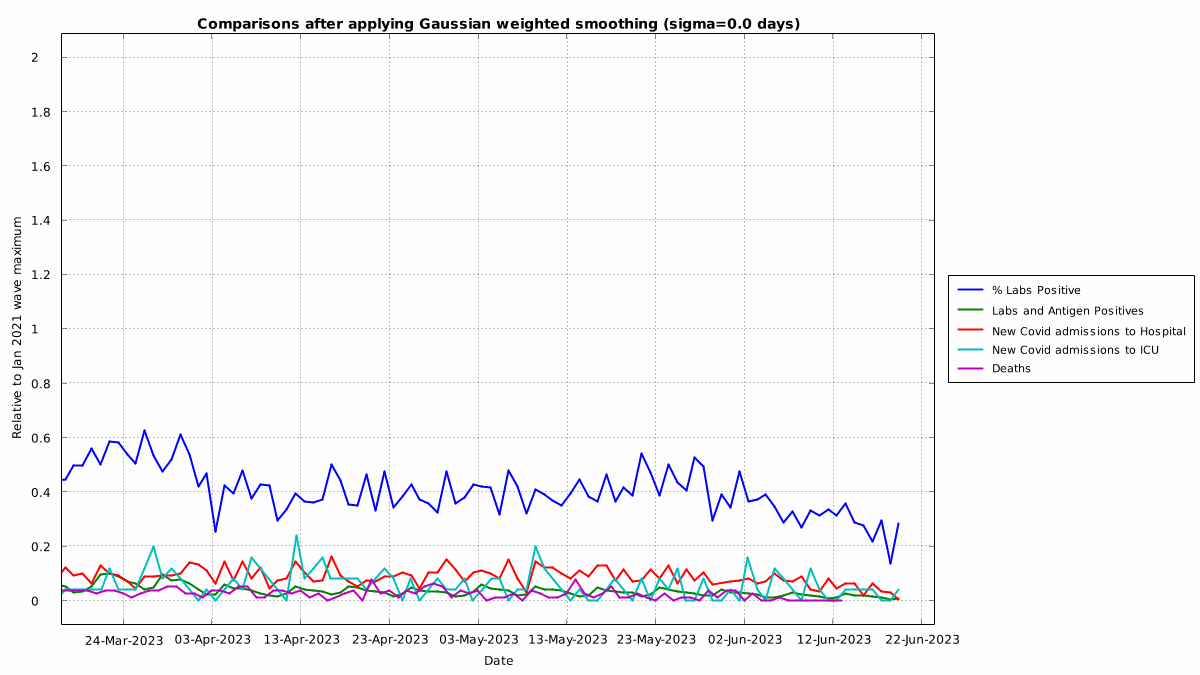 Comparisons after applying Gaussian weighted smoothing (sigma=0.0 days)
2
1.8
1.6
1.4
1.2
1
0.8
0.6
0.4
0.2
0
Relative to Jan 2021 wave maximum
24-Mar-2023 03-Apr-2023 13-Apr-2023 23-Apr-2023 03-May-2023 13-May-2023 23-May-2023 02-Jun-2023 12-Jun-2023 22-Jun-2023
Date
% Labs Positive
Labs and Antigen Positives
New Covid admissions to Hospital
New Covid admissions to ICU
Deaths